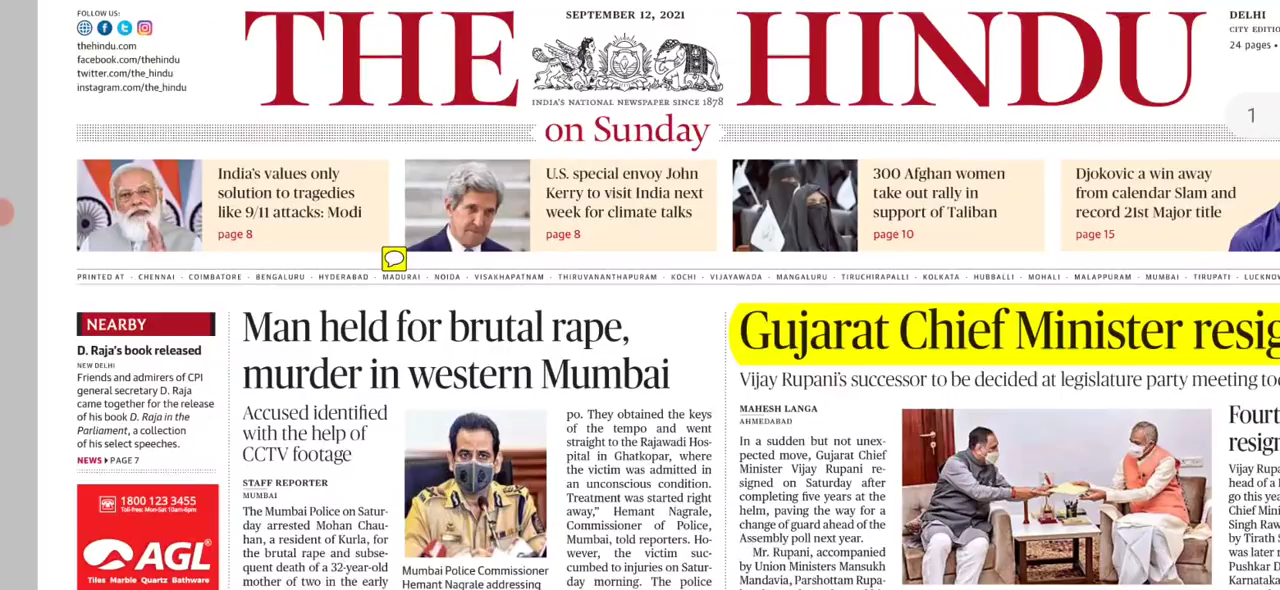 FOLLOW US:
thehindu.com
facebook.com/thehindu
twitter.com/the_hindu
instagram.com/the_hindu
SEPTEMBER 12, 2021
THE HINDU
INDIA'S NATIONAL NEWSPAPER SINCE 1878
on Sunday
DELHI
CITY EDITIO
24 pages •
1
India's values only
solution to tragedies
like 9/11 attacks: Modi
page 8
U.S. special envoy John
Kerry to visit India next
week for climate talks
page 8
300 Afghan women
take out rally in
support of Taliban
page 10
Djokovic a win away
from calendar Slam and
record 21st Major title
page 15
PRINTED AT · CHENNAI · COIMBATORE · BENGALURU · HYDERABAD · MADURAI · NOIDA · VISAKHAPATNAM · THIRUVANANTHAPURAM · KOCHI · VIJAYAWADA · MANGALURU · TIRUCHIRAPALLI · KOLKATA · HUBBALLI · MOHALI · MALAPPURAM · MUMBAI · TIRUPATI · LUCKNO
NEARBY
D. Raja's book released
NEW DELHI
Friends and admirers of CPI
general secretary D. Raja
came together for the release
of his book D. Raja in the
Parliament, a collection
of his select speeches.
NEWS PAGE 7
1800 123 3455
Toll-free: Mon-Sat 10am-6pm
AGL®
Tiles Marble Quartz Bathware
Man held for brutal rape,
murder in western Mumbai
Accused identified
with the help of
CCTV footage
STAFF REPORTER
MUMBAI
The Mumbai Police on Satur-
day arrested Mohan Chau-
han, a resident of Kurla, for
the brutal rape and subse-
quent death of a 32-year-old
mother of two in the early
Mumbai Police Commissioner
Hemant Nagrale addressing
po. They obtained the keys
of the tempo and went
straight to the Rajawadi Hos-
pital in Ghatkopar, where
the victim was admitted in
an unconscious condition.
Treatment was started right
away," Hemant Nagrale,
Commissioner of Police,
Mumbai, told reporters. Ho-
wever, the victim suc-
cumbed to injuries on Satur-
day morning. The police
Gujarat Chief Minister resig
Vijay Rupani's successor to be decided at legislature party meeting to
MAHESH LANGA
AHMEDABAD
In a sudden but not unex-
pected move, Gujarat Chief
Minister Vijay Rupani re-
signed on Saturday after
completing five years at the
helm, paving the way for a
change of guard ahead of the
Assembly poll next year.
Mr. Rupani, accompanied
by Union Ministers Mansukh
Mandavia, Parshottam Rupa-
Fourt
resig
Vijay Rupa
head of a
go this ye
Chief Mini
Singh Rav
by Tirath S
was later
Pushkar D
Karnataka